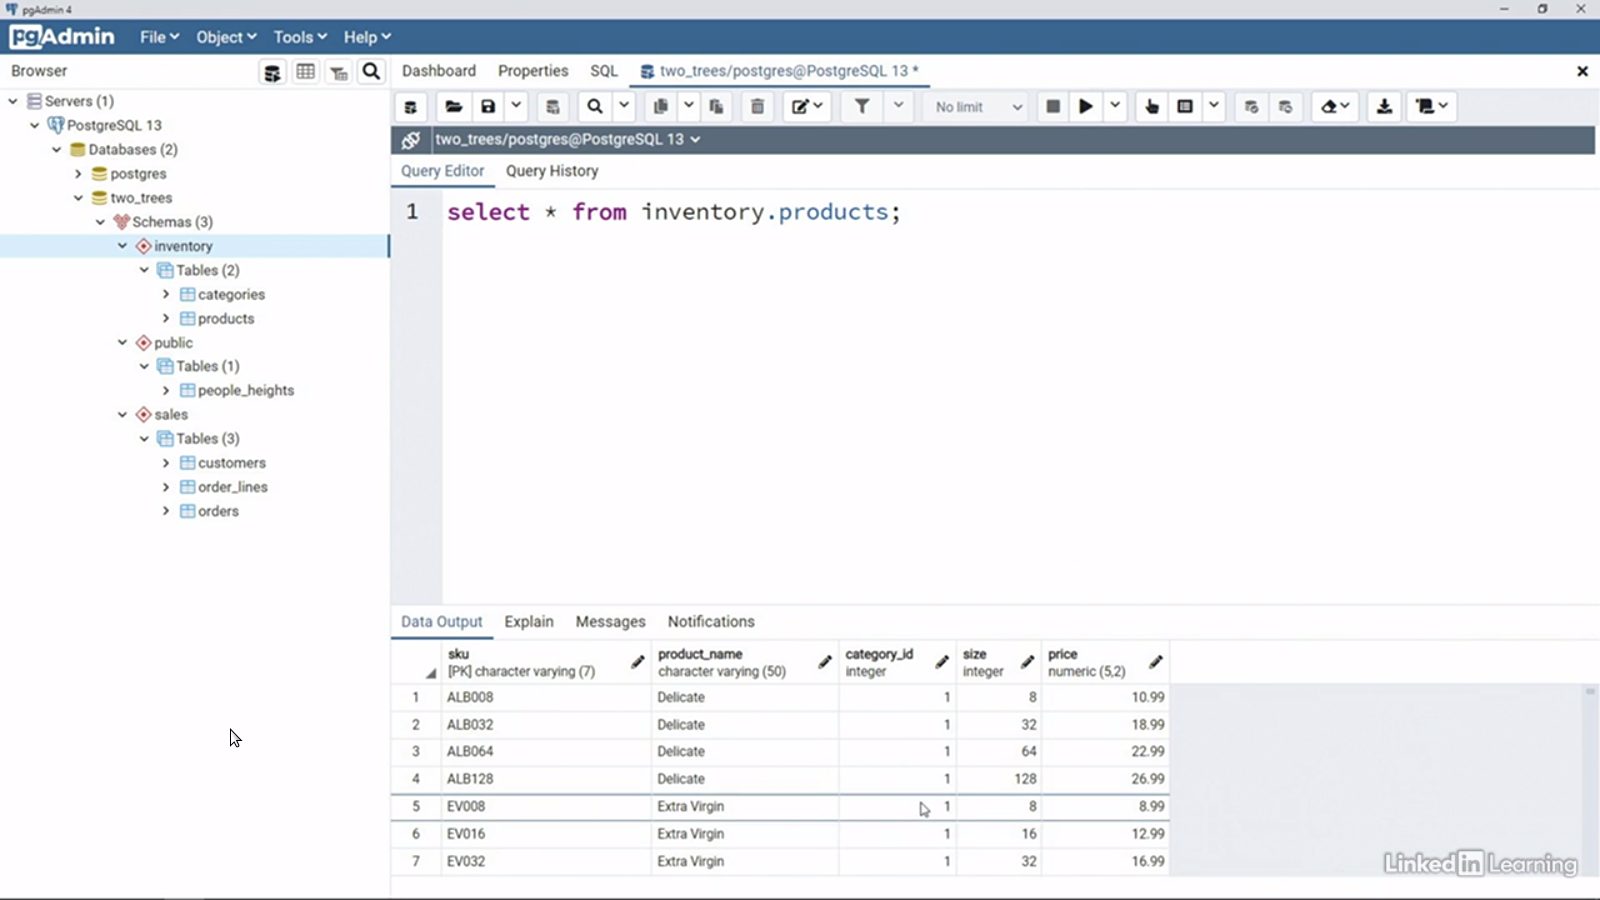 pgAdmin 4
pgAdmin File Object Tools Help
Browser
Dashboard Properties SQL two_trees/postgres@PostgreSQL 13 *
Servers (1)
PostgreSQL 13
Databases (2)
postgres
two_trees
Schemas (3)
inventory
Tables (2)
categories
products
public
Tables (1)
people_heights
sales
Tables (3)
customers
order_lines
orders
No limit
two_trees/postgres@PostgreSQL 13
Query Editor Query History
1 select * from inventory.products;
Data Output Explain Messages Notifications
sku product_name category_id size price
[PK] character varying (7) character varying (50) integer integer numeric (5,2)
1 ALB008 Delicate 1 8 10.99
2 ALB032 Delicate 1 32 18.99
3 ALB064 Delicate 1 64 22.99
4 ALB128 Delicate 1 128 26.99
5 EV008 Extra Virgin 1 8 8.99
6 EV016 Extra Virgin 1 16 12.99
7 EV032 Extra Virgin 1 32 16.99
Linked in Learning